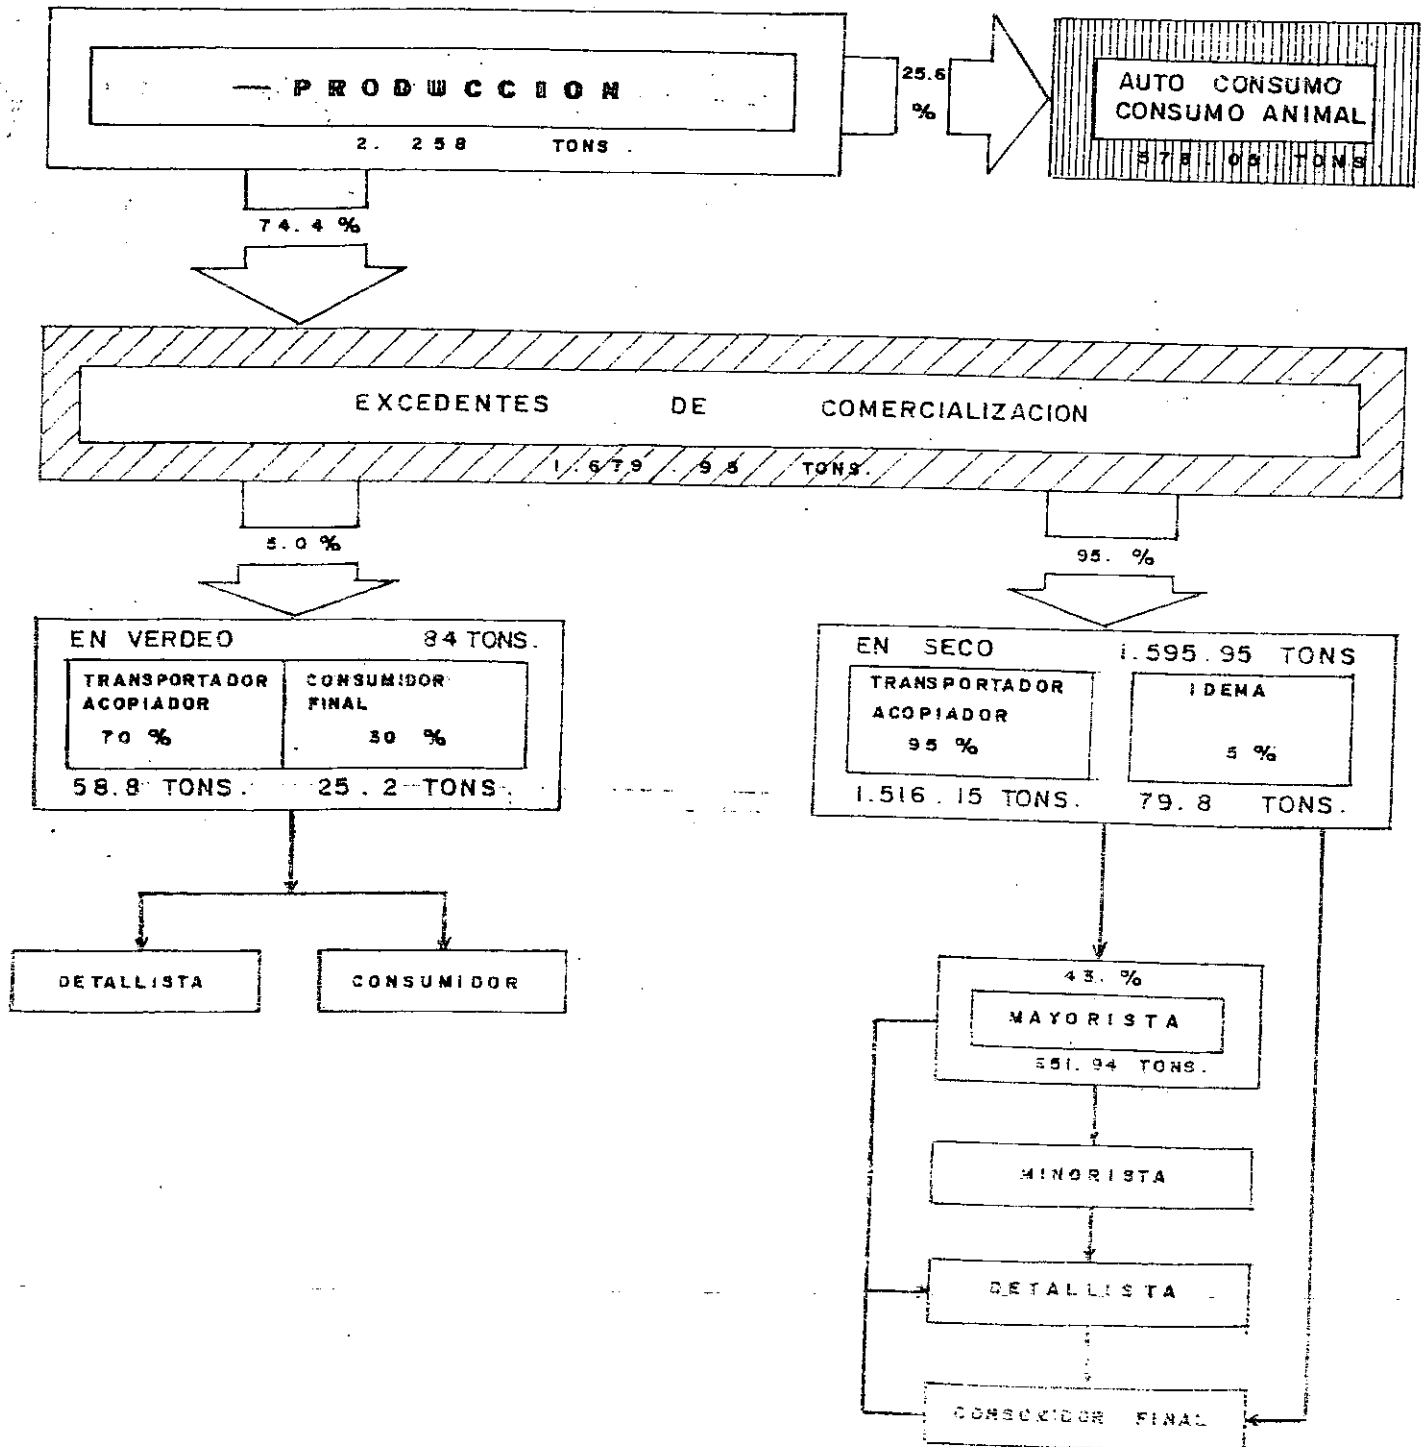 — PRODUCCION
2. 258 TONS.
25.6
%
AUTO CONSUMO
CONSUMO ANIMAL
578.05 TONS.
74.4 %
EXCEDENTES DE COMERCIALIZACION
1.679.95 TONS.
5.0 %
95. %
EN VERDEO 84 TONS.
TRANSPORTADOR
ACOPIADOR
70 %
CONSUMIDOR
FINAL
30 %
58.8 TONS. 25.2 TONS.
EN SECO 1.595.95 TONS
TRANSPORTADOR
ACOPIADOR
95 %
IDEMA
5 %
1.516.15 TONS. 79.8 TONS.
DETALLISTA
CONSUMIDOR
43. %
MAYORISTA
TONS.
MINORISTA
DETALLISTA
FINAL